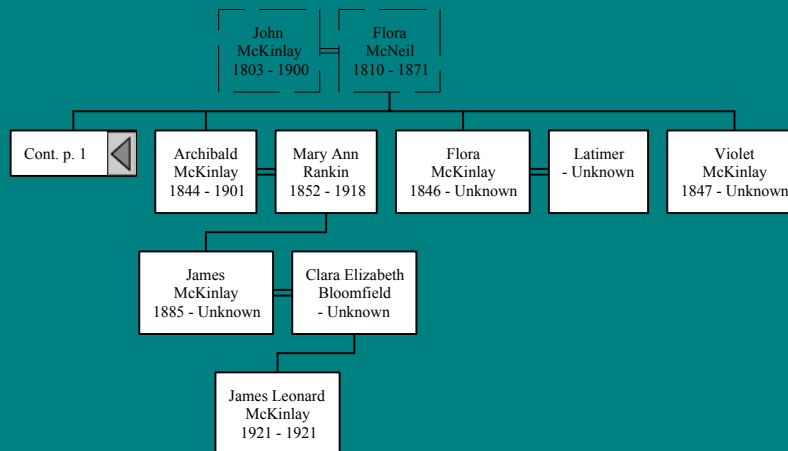 John
McKinlay
1803 - 1900
Flora
McNeil
1810 - 1871
Cont. p. 1
Archibald
McKinlay
1844 - 1901
Mary Ann
Rankin
1852 - 1918
Flora
McKinlay
1846 - Unknown
Latimer
- Unknown
Violet
McKinlay
1847 - Unknown
James
McKinlay
1885 - Unknown
Clara Elizabeth
Bloomfield
- Unknown
James Leonard
McKinlay
1921 - 1921